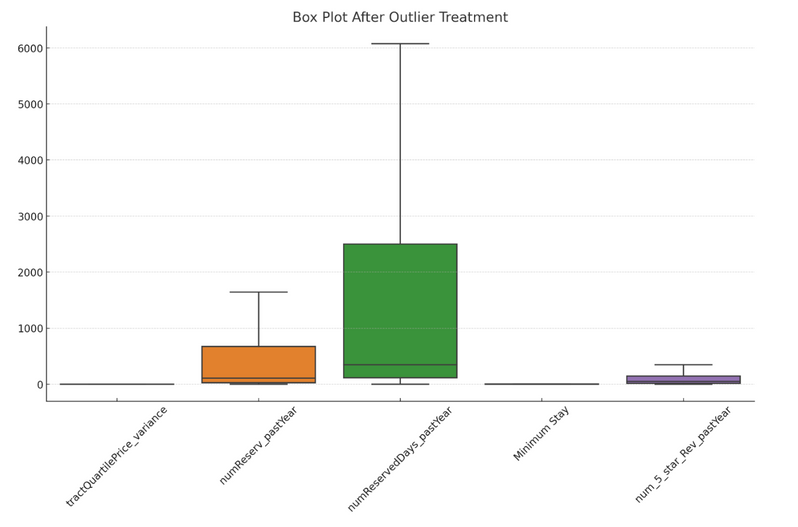 Box Plot After Outlier Treatment
6000
5000
4000
3000
2000
1000
0
tractQuartilePrice_variance
numReserv_pastYear
numReservedDays_pastYear
Minimum Stay
num_5_star_Rev_pastYear